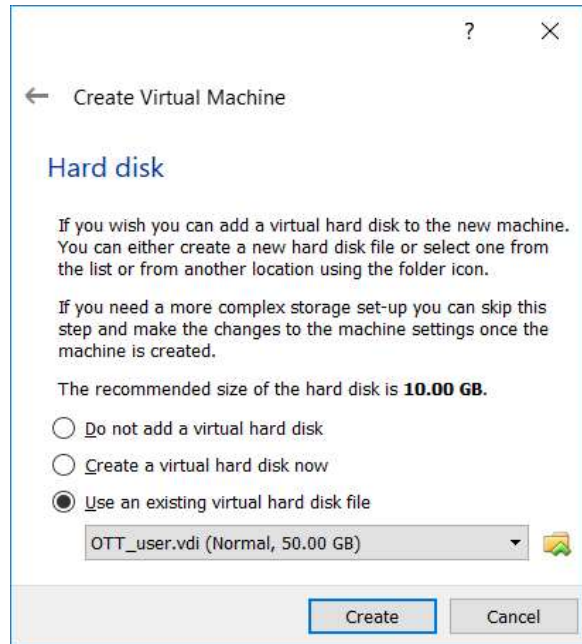 ?
Create Virtual Machine
Hard disk
If you wish you can add a virtual hard disk to the new machine.
You can either create a new hard disk file or select one from
the list or from another location using the folder icon.
If you need a more complex storage set-up you can skip this
step and make the changes to the machine settings once the
machine is created.
The recommended size of the hard disk is 10.00 GB.
Do not add a virtual hard disk
Create a virtual hard disk now
Use an existing virtual hard disk file
OTT_user.vdi (Normal, 50.00 GB)
Create Cancel